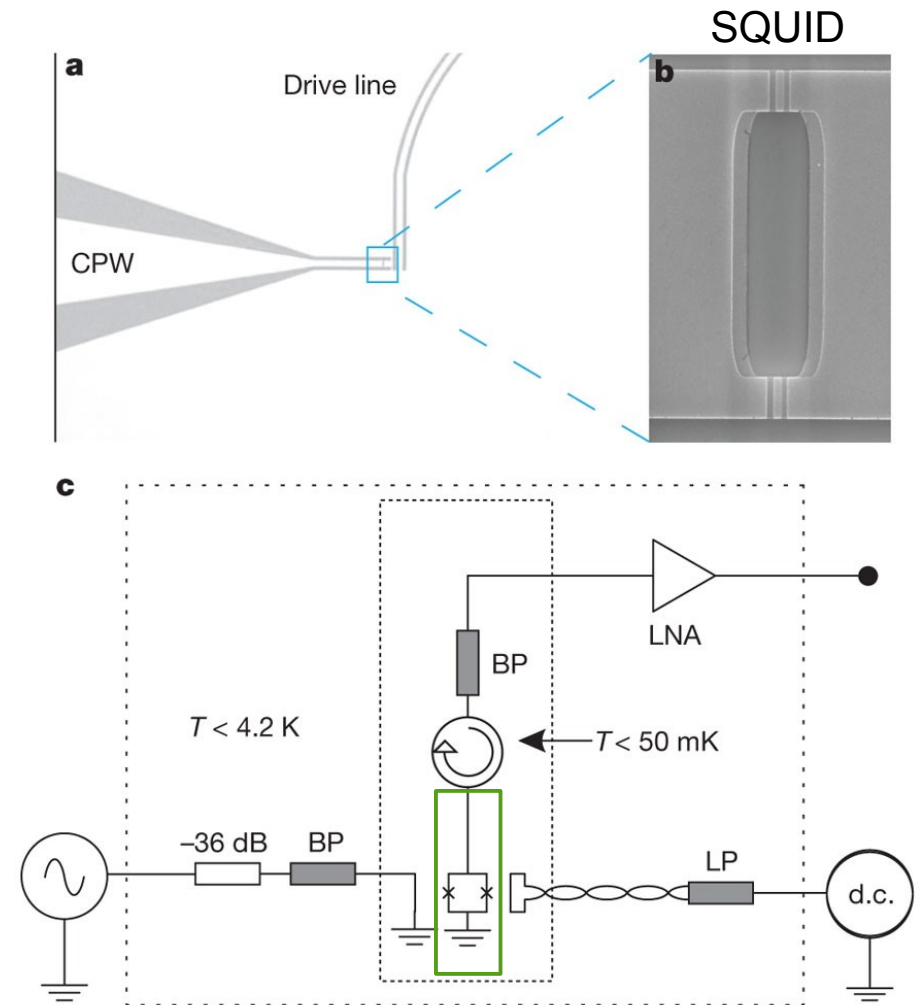 SQUID
a
Drive line
b
CPW
c
LNA
BP
T < 4.2 K
T < 50 mK
–36 dB
BP
LP
d.c.